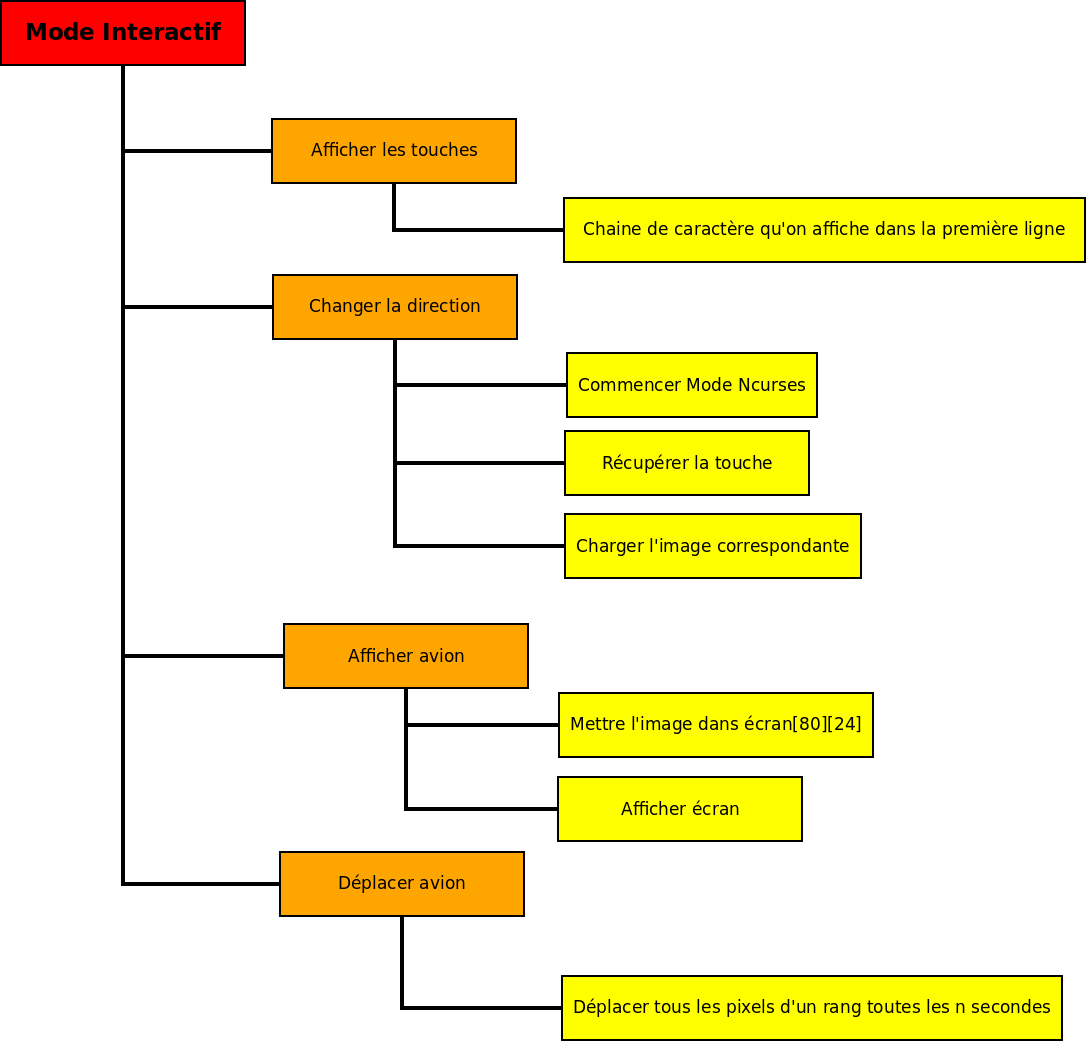 Mode Interactif
Afficher les touches
Chaine de caractère qu'on affiche dans la première ligne
Changer la direction
Commencer Mode Ncurses
Récupérer la touche
Charger l'image correspondante
Afficher avion
Mettre l'image dans écran[80][24]
Afficher écran
Déplacer avion
Déplacer tous les pixels d'un rang toutes les n secondes